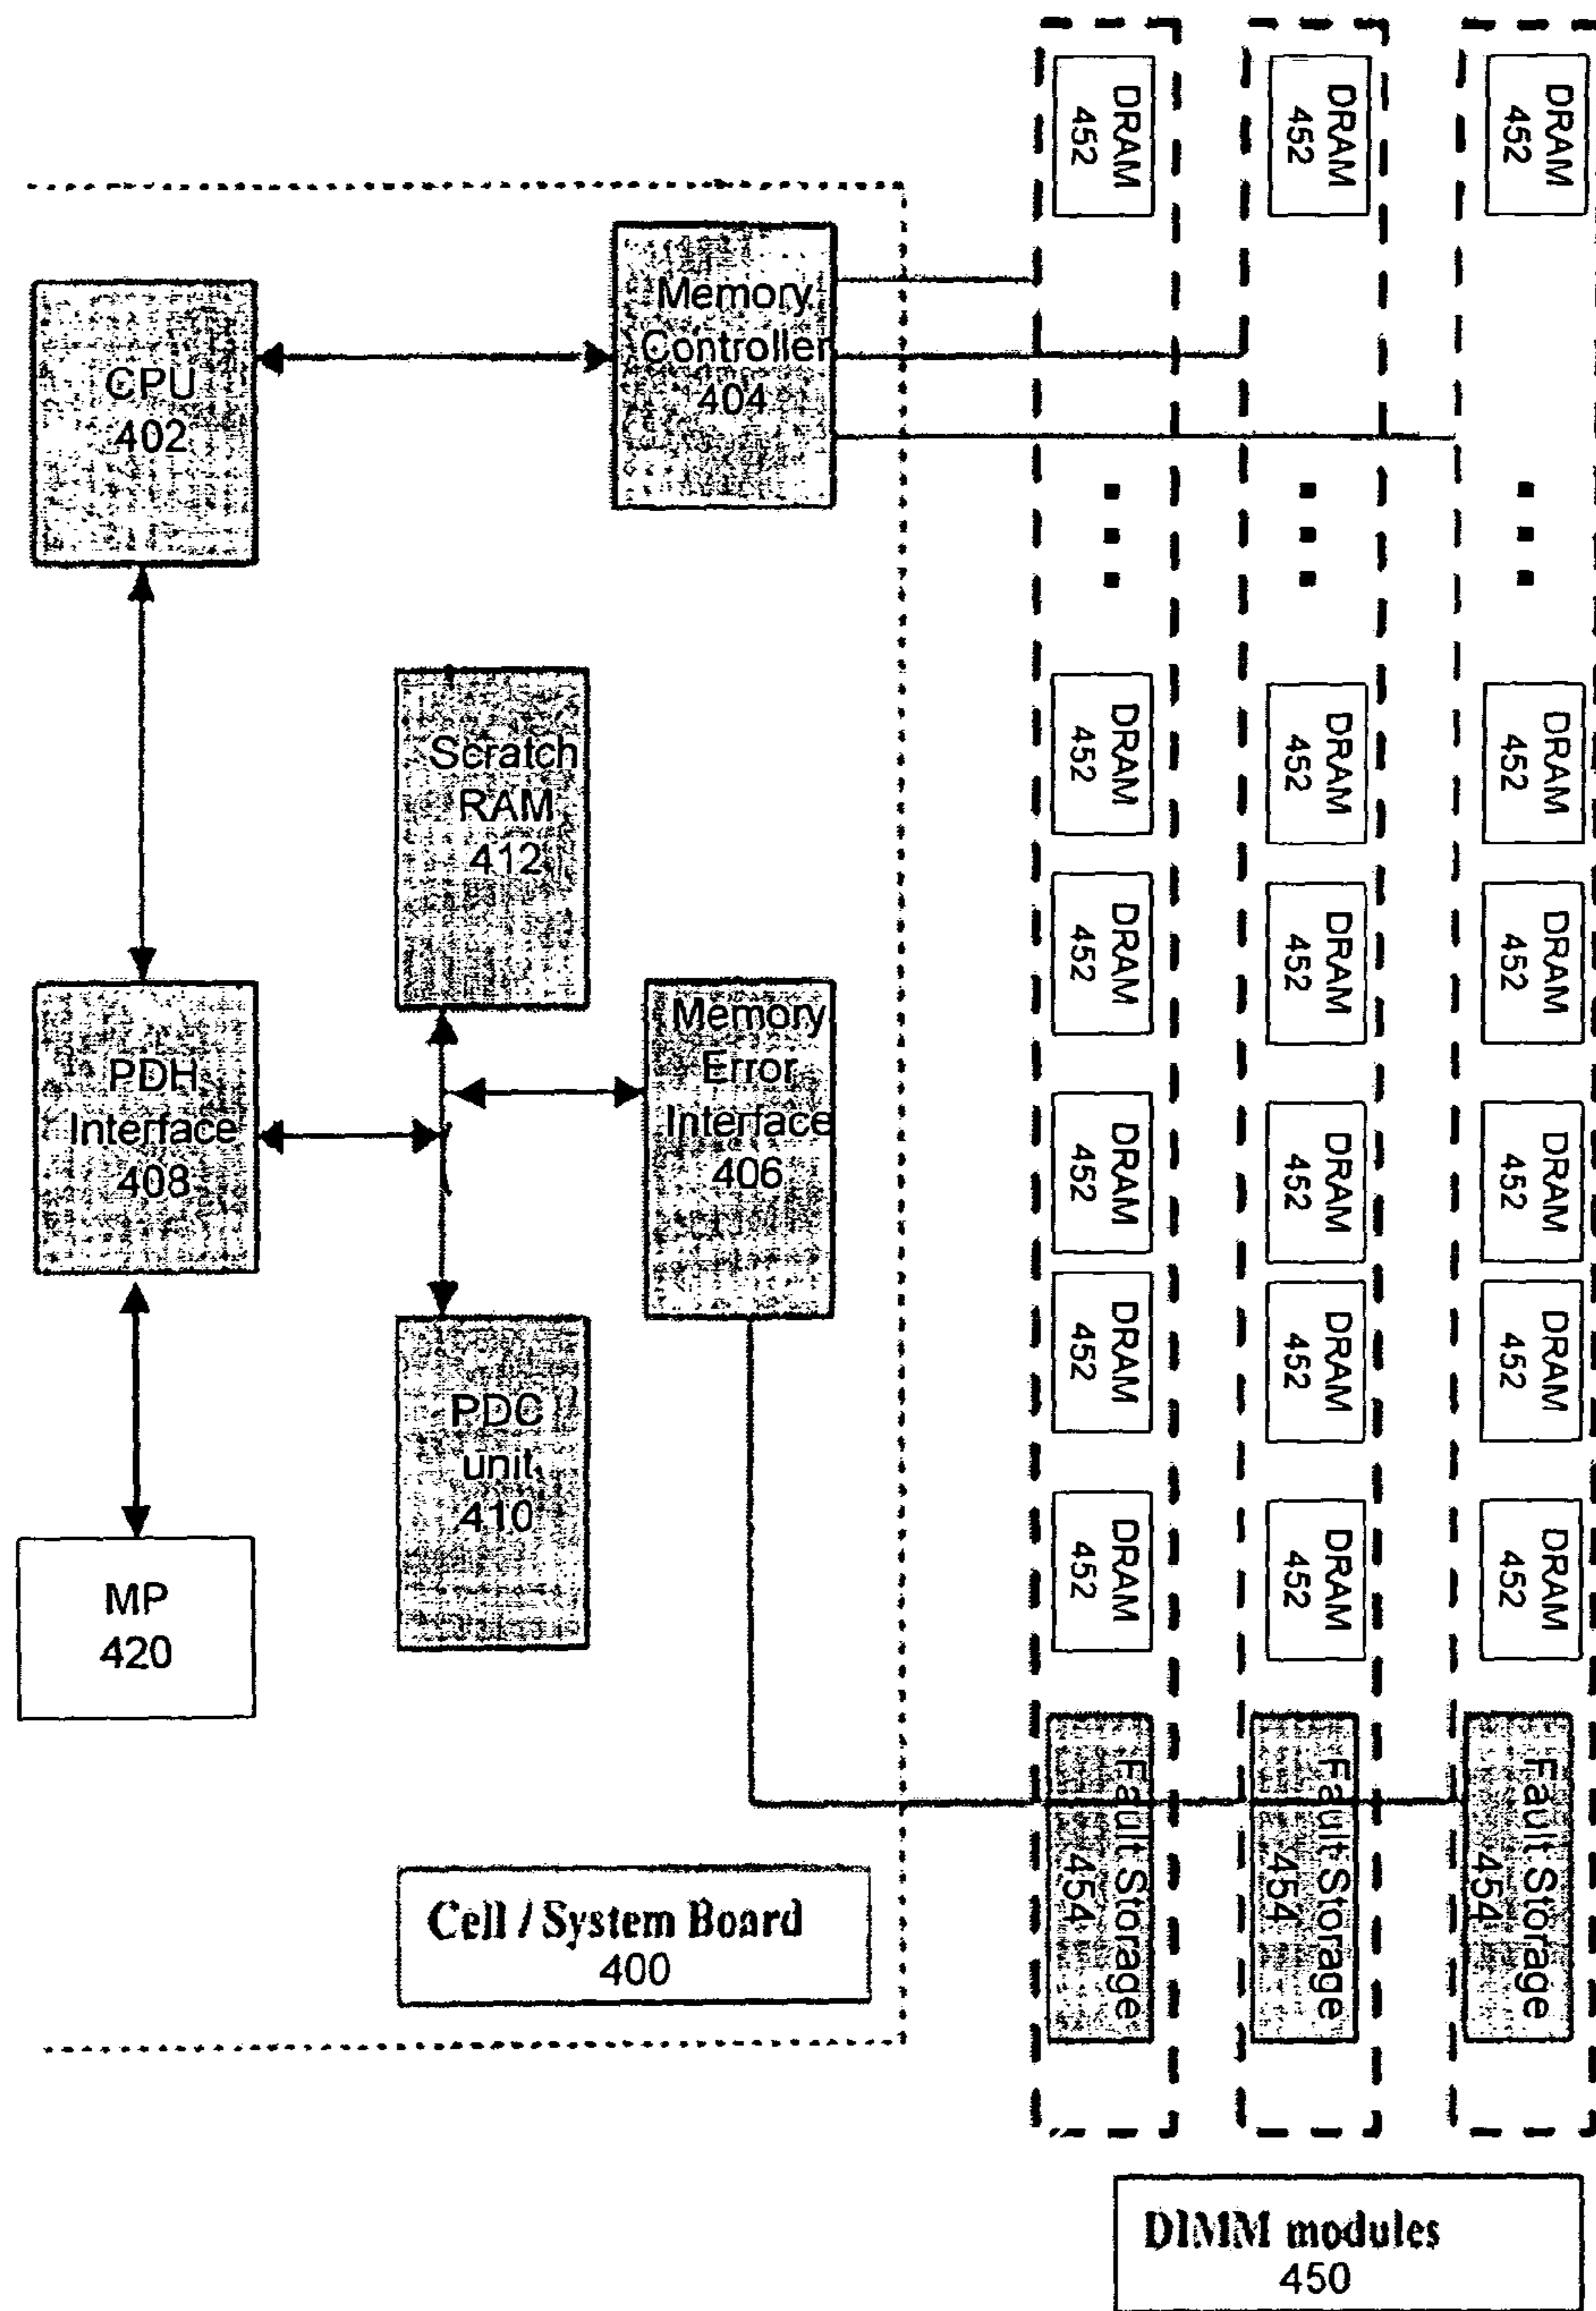 DRAM
452
DRAM
452
DRAM
452
Memory
Controller
404
CPU
402
DRAM
452
DRAM
452
DRAM
452
Scratch
RAM
412
DRAM
452
DRAM
452
DRAM
452
Memory
Error
Interface
406
PDH
Interface
408
DRAM
452
DRAM
452
DRAM
452
DRAM
452
DRAM
452
DRAM
452
PDC
unit
410
MP
420
DRAM
452
DRAM
452
DRAM
452
Fault Storage
454
Fault Storage
454
Fault Storage
454
Cell / System Board
400
DIMM modules
450